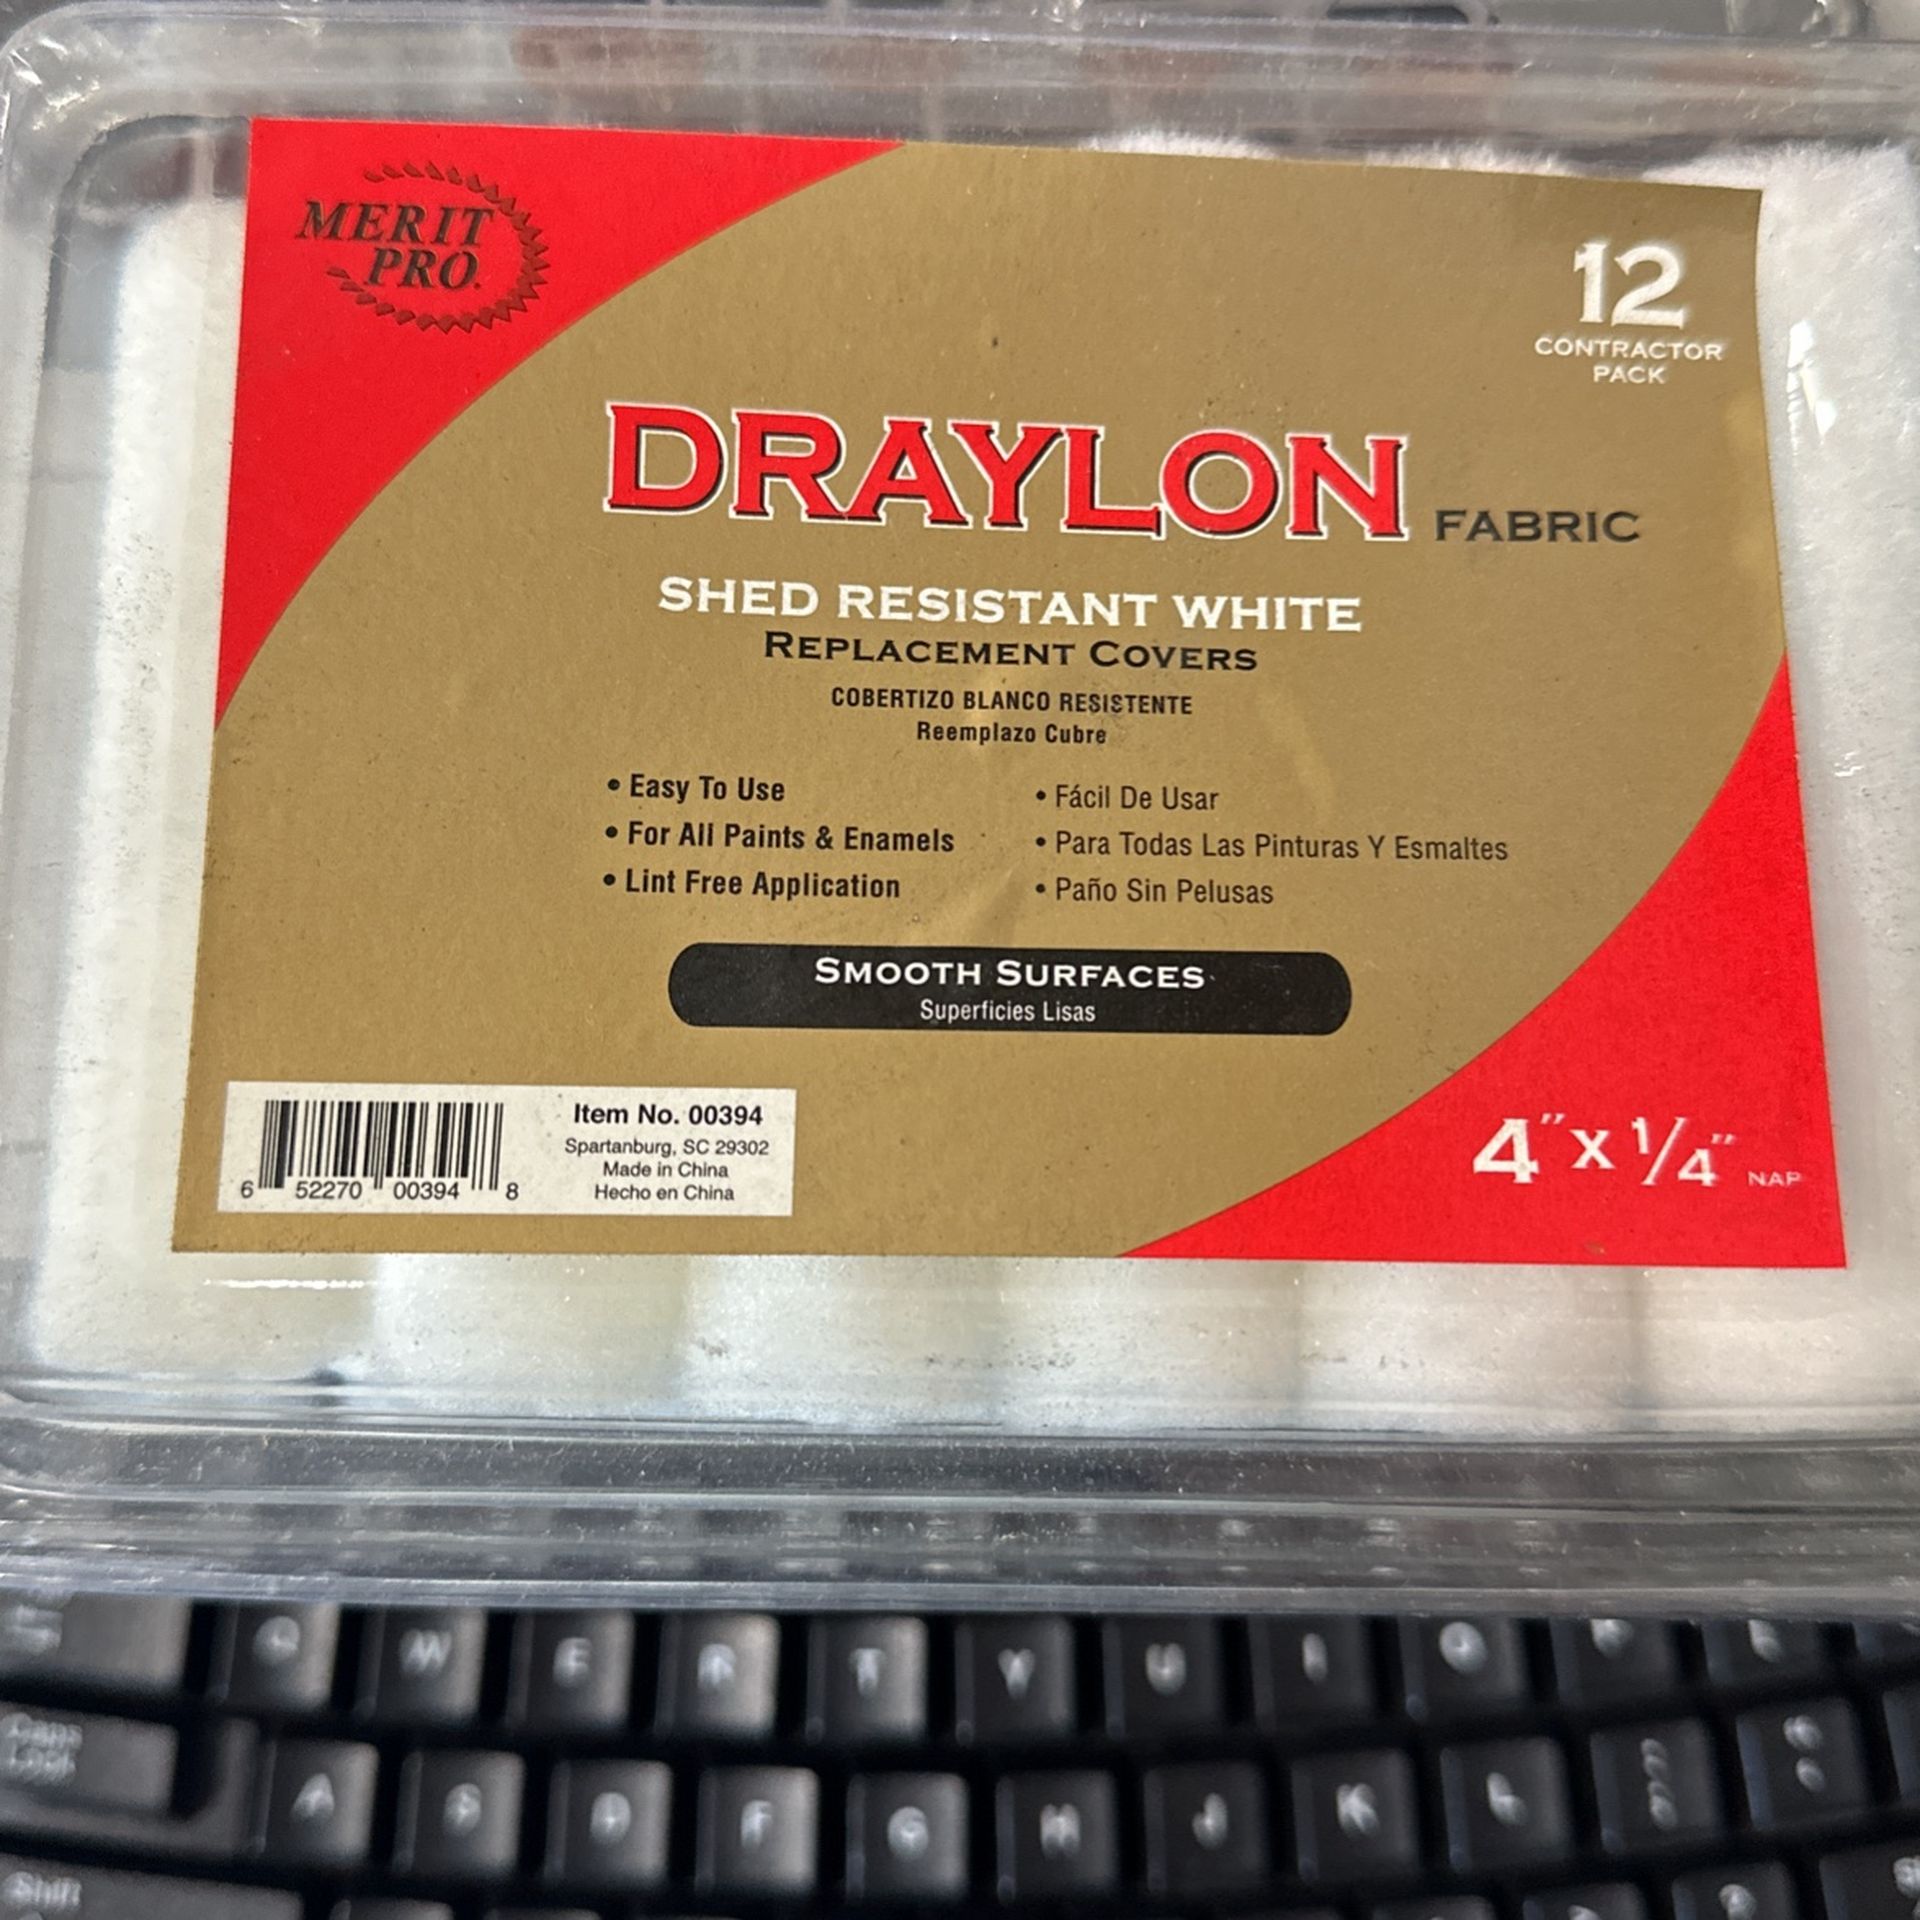 MERIT
PRO.
12
CONTRACTOR
PACK
DRAYLON FABRIC
SHED RESISTANT WHITE
REPLACEMENT COVERS
COBERTIZO BLANCO RESISTENTE
Reemplazo Cubre
• Easy To Use
• For All Paints & Enamels
• Lint Free Application
• Fácil De Usar
• Para Todas Las Pinturas Y Esmaltes
• Paño Sin Pelusas
SMOOTH SURFACES
Superficies Lisas
6 52270 00394 8
Item No. 00394
Spartanburg, SC 29302
Made in China
Hecho en China
4" x 1/4" NAP
Q W E R T Y U I O P
Caps Lock
A S D F G H J K L
Shift